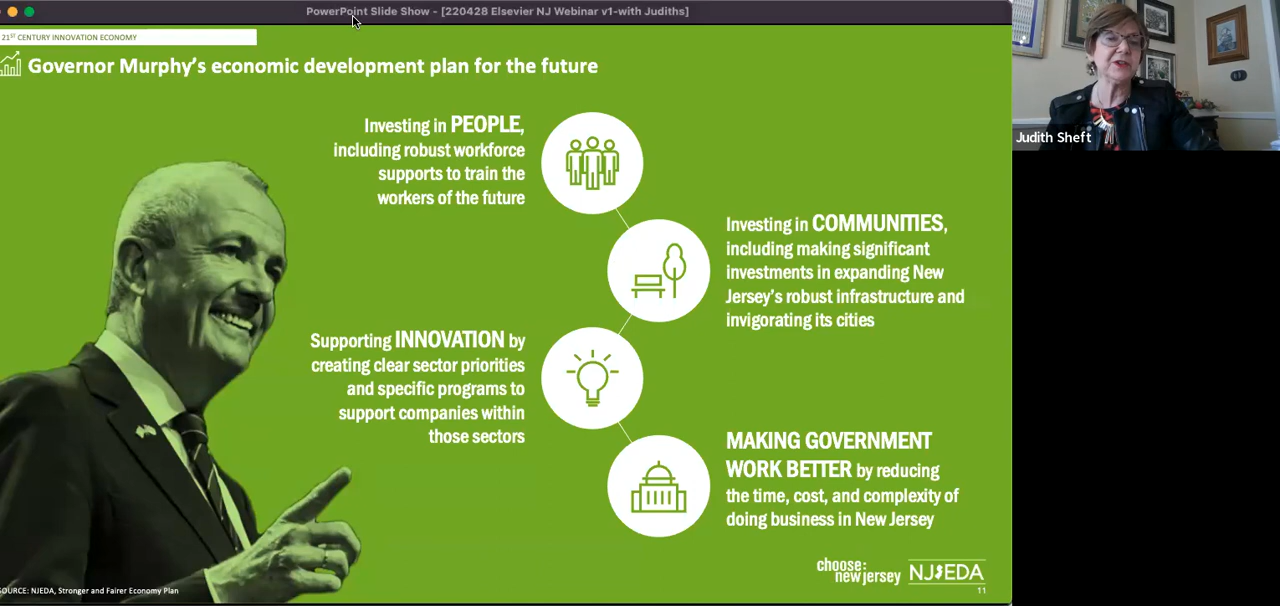 PowerPoint Slide Show - [220428 Elsevier NJ Webinar v1-with Judiths]
21ST CENTURY INNOVATION ECONOMY
Governor Murphy's economic development plan for the future
Investing in PEOPLE,
including robust workforce
supports to train the
workers of the future
Investing in COMMUNITIES,
including making significant
investments in expanding New
Jersey's robust infrastructure and
invigorating its cities
Supporting INNOVATION by
creating clear sector priorities
and specific programs to
support companies within
those sectors
MAKING GOVERNMENT
WORK BETTER by reducing
the time, cost, and complexity of
doing business in New Jersey
choose:
new jersey
NJEDA
OURCE: NJEDA, Stronger and Fairer Economy Plan
11
Judith Sheft